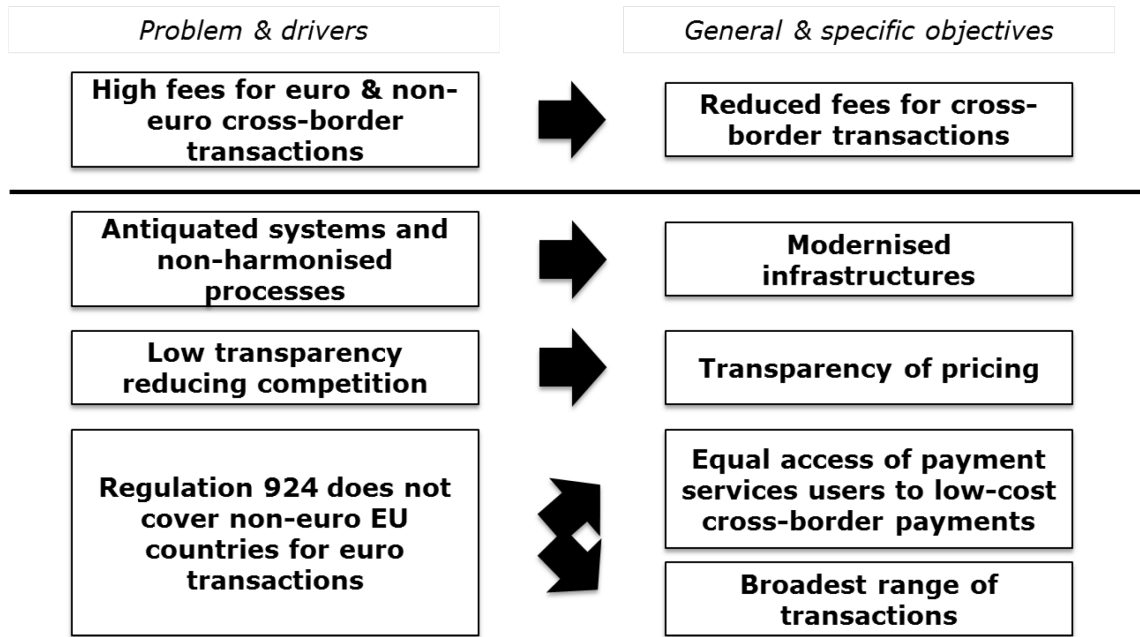 Problem & drivers
General & specific objectives
High fees for euro & non-
euro cross-border
transactions
Reduced fees for cross-
border transactions
Antiquated systems and
non-harmonised
processes
Modernised
infrastructures
Low transparency
reducing competition
Transparency of pricing
Regulation 924 does not
cover non-euro EU
countries for euro
transactions
Equal access of payment
services users to low-cost
cross-border payments
Broadest range of
transactions